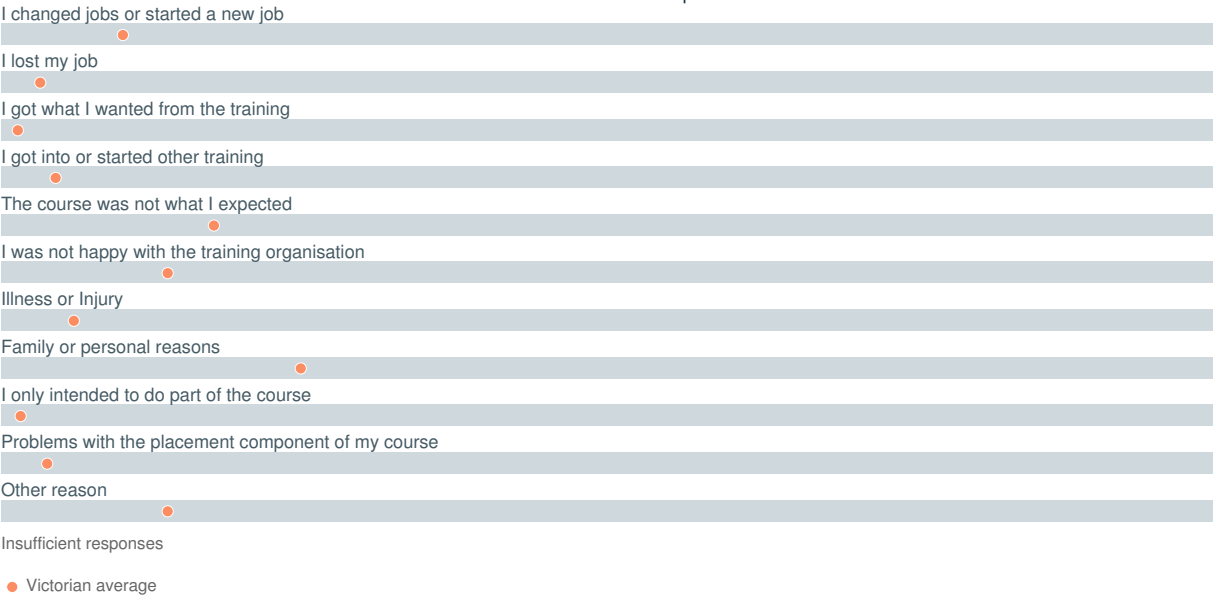 I changed jobs or started a new job
I lost my job
I got what I wanted from the training
I got into or started other training
The course was not what I expected
I was not happy with the training organisation
Illness or Injury
Family or personal reasons
I only intended to do part of the course
Problems with the placement component of my course
Other reason
Insufficient responses
Victorian average